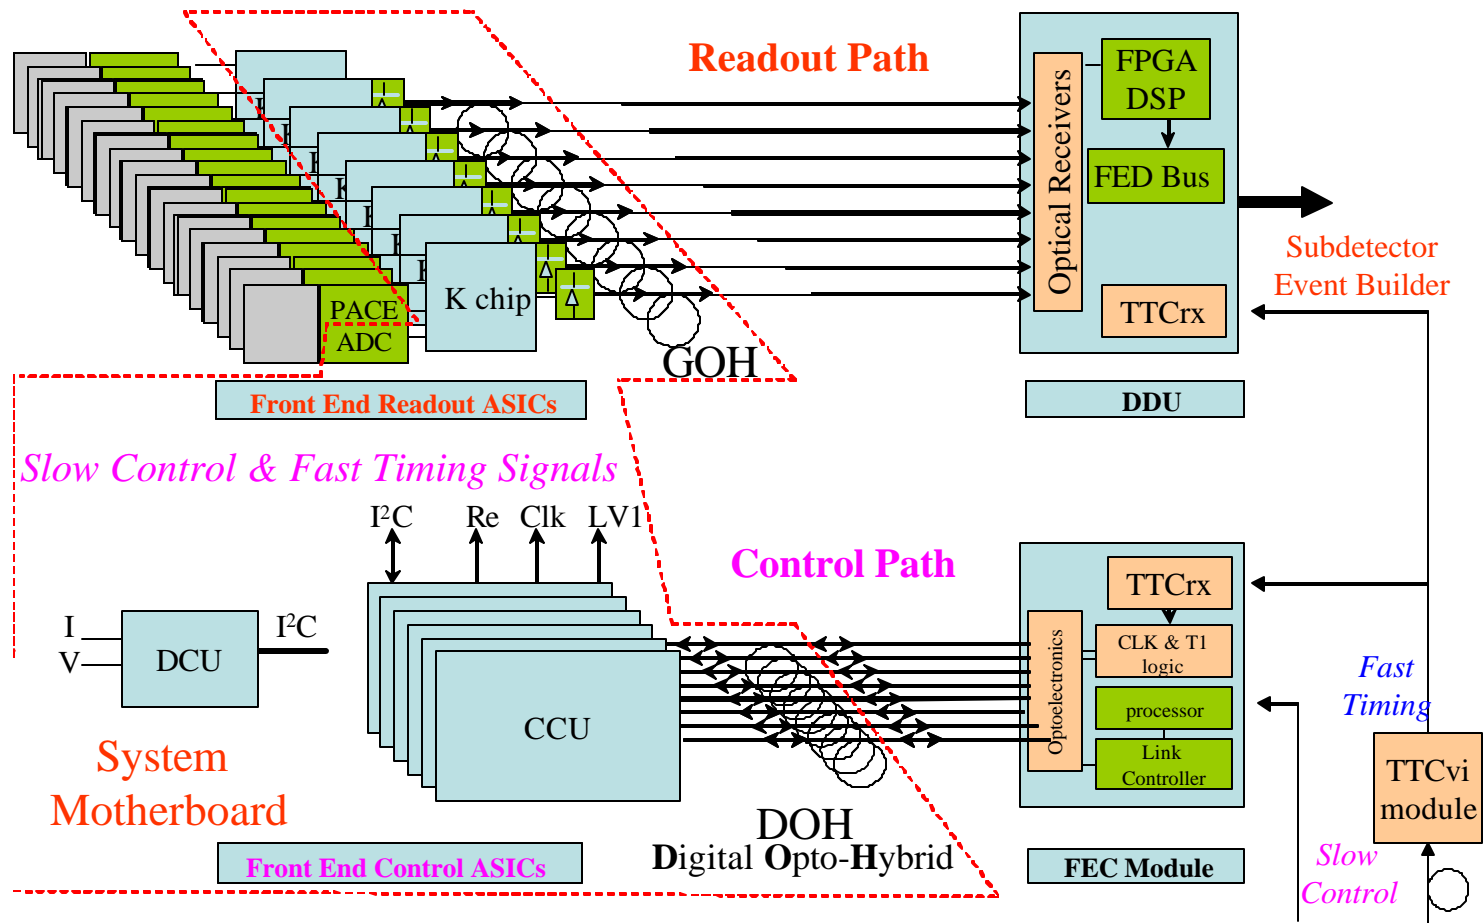 Readout Path
FPGA
DSP
FED Bus
Optical Receivers
TTCrx
Subdetector
Event Builder
K chip
PACE
ADC
GOH
Front End Readout ASICs
DDU
Slow Control & Fast Timing Signals
I²C
Re
Clk
LV1
Control Path
TTCrx
CLK & T1
logic
Optoelectronics
processor
Link
Controller
I
V
DCU
I²C
CCU
Fast
Timing
TTCvi
module
System
Motherboard
DOH
Digital Opto-Hybrid
Front End Control ASICs
FEC Module
Slow
Control